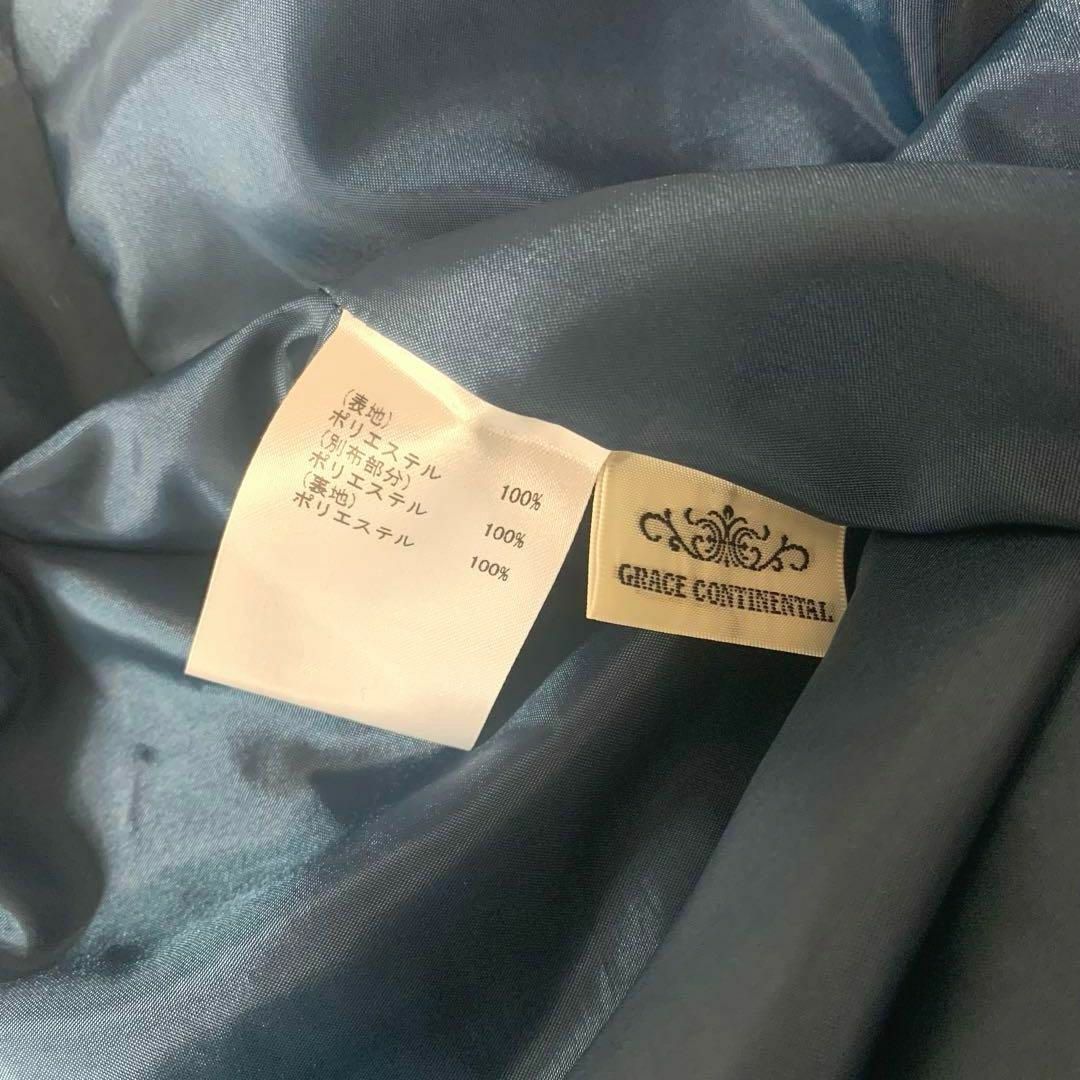 (表地)
ポリエステル 100%
(別布部分)
ポリエステル 100%
(裏地)
ポリエステル 100%
GRACE CONTINENTAL